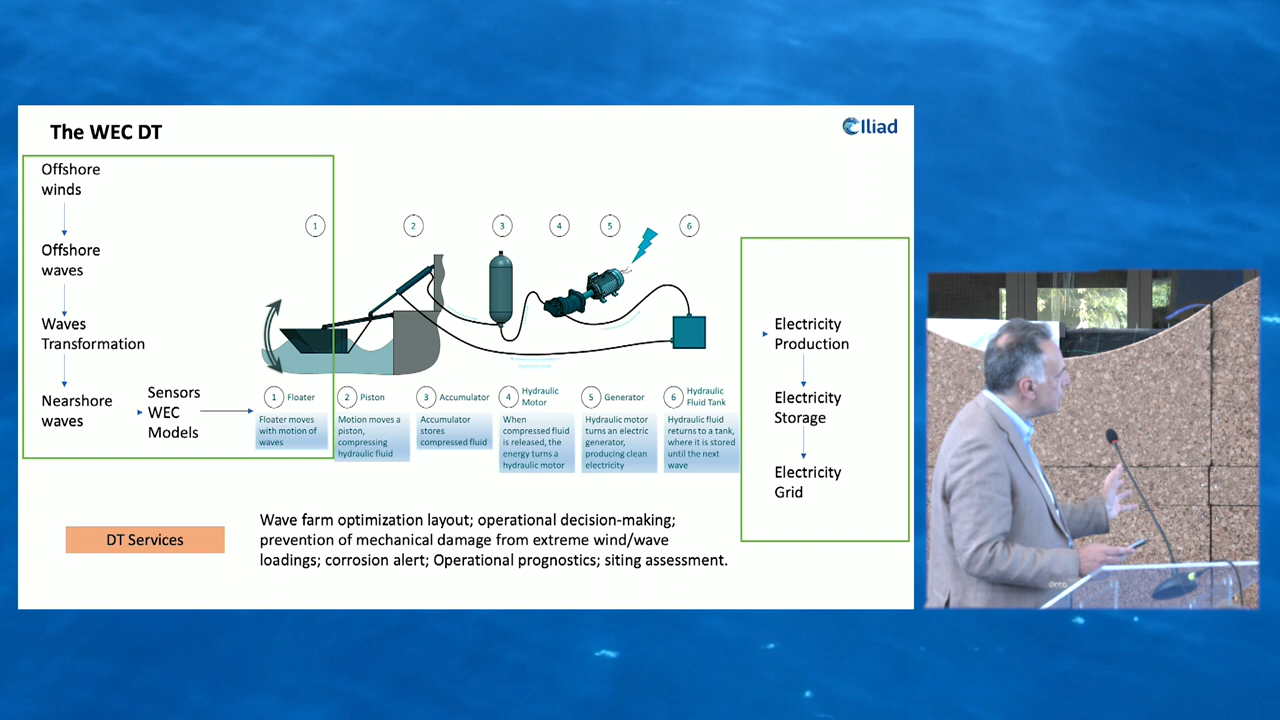 The WEC DT
Iliad
Offshore
winds
Offshore
waves
Waves
Transformation
Nearshore
waves
Sensors
WEC
Models
1
2
3
4
5
6
1 Floater
Floater moves
with motion of
waves
2 Piston
Motion moves a
piston,
compressing
hydraulic fluid
3 Accumulator
Accumulator
stores
compressed fluid
4 Hydraulic
Motor
When
compressed fluid
is released, the
energy turns a
hydraulic motor
5 Generator
Hydraulic motor
turns an electric
generator,
producing clean
electricity
6 Hydraulic
Fluid Tank
Hydraulic fluid
returns to a tank,
where it is stored
until the next
wave
Electricity
Production
Electricity
Storage
Electricity
Grid
DT Services
Wave farm optimization layout; operational decision-making;
prevention of mechanical damage from extreme wind/wave
loadings; corrosion alert; Operational prognostics; siting assessment.